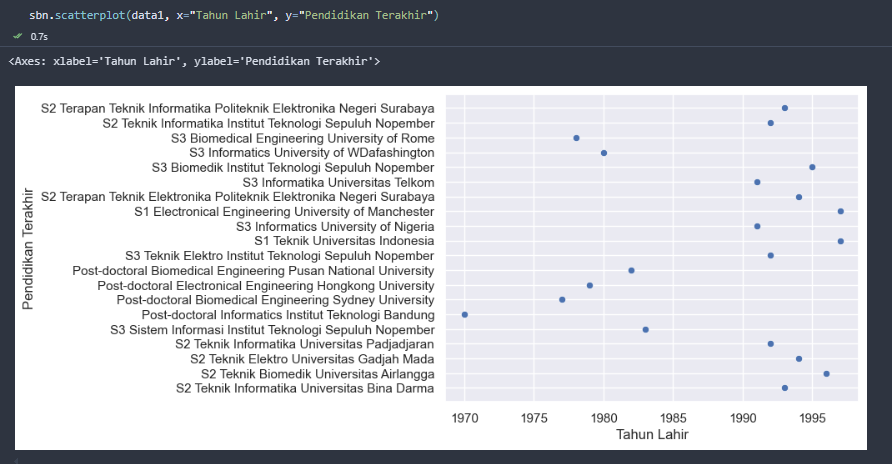 sbn.scatterplot(data1, x="Tahun Lahir", y="Pendidikan Terakhir")
0.7s
<Axes: xlabel='Tahun Lahir', ylabel='Pendidikan Terakhir'>
Pendidikan Terakhir
S2 Terapan Teknik Informatika Politeknik Elektronika Negeri Surabaya
S2 Teknik Informatika Institut Teknologi Sepuluh Nopember
S3 Biomedical Engineering University of Rome
S3 Informatics University of WDafashington
S3 Biomedik Institut Teknologi Sepuluh Nopember
S3 Informatika Universitas Telkom
S2 Terapan Teknik Elektronika Politeknik Elektronika Negeri Surabaya
S1 Electronical Engineering University of Manchester
S3 Informatics University of Nigeria
S1 Teknik Universitas Indonesia
S3 Teknik Elektro Institut Teknologi Sepuluh Nopember
Post-doctoral Biomedical Engineering Pusan National University
Post-doctoral Electronical Engineering Hongkong University
Post-doctoral Biomedical Engineering Sydney University
Post-doctoral Informatics Institut Teknologi Bandung
S3 Sistem Informasi Institut Teknologi Sepuluh Nopember
S2 Teknik Informatika Universitas Padjadjaran
S2 Teknik Elektro Universitas Gadjah Mada
S2 Teknik Biomedik Universitas Airlangga
S2 Teknik Informatika Universitas Bina Darma
1970 1975 1980 1985 1990 1995
Tahun Lahir